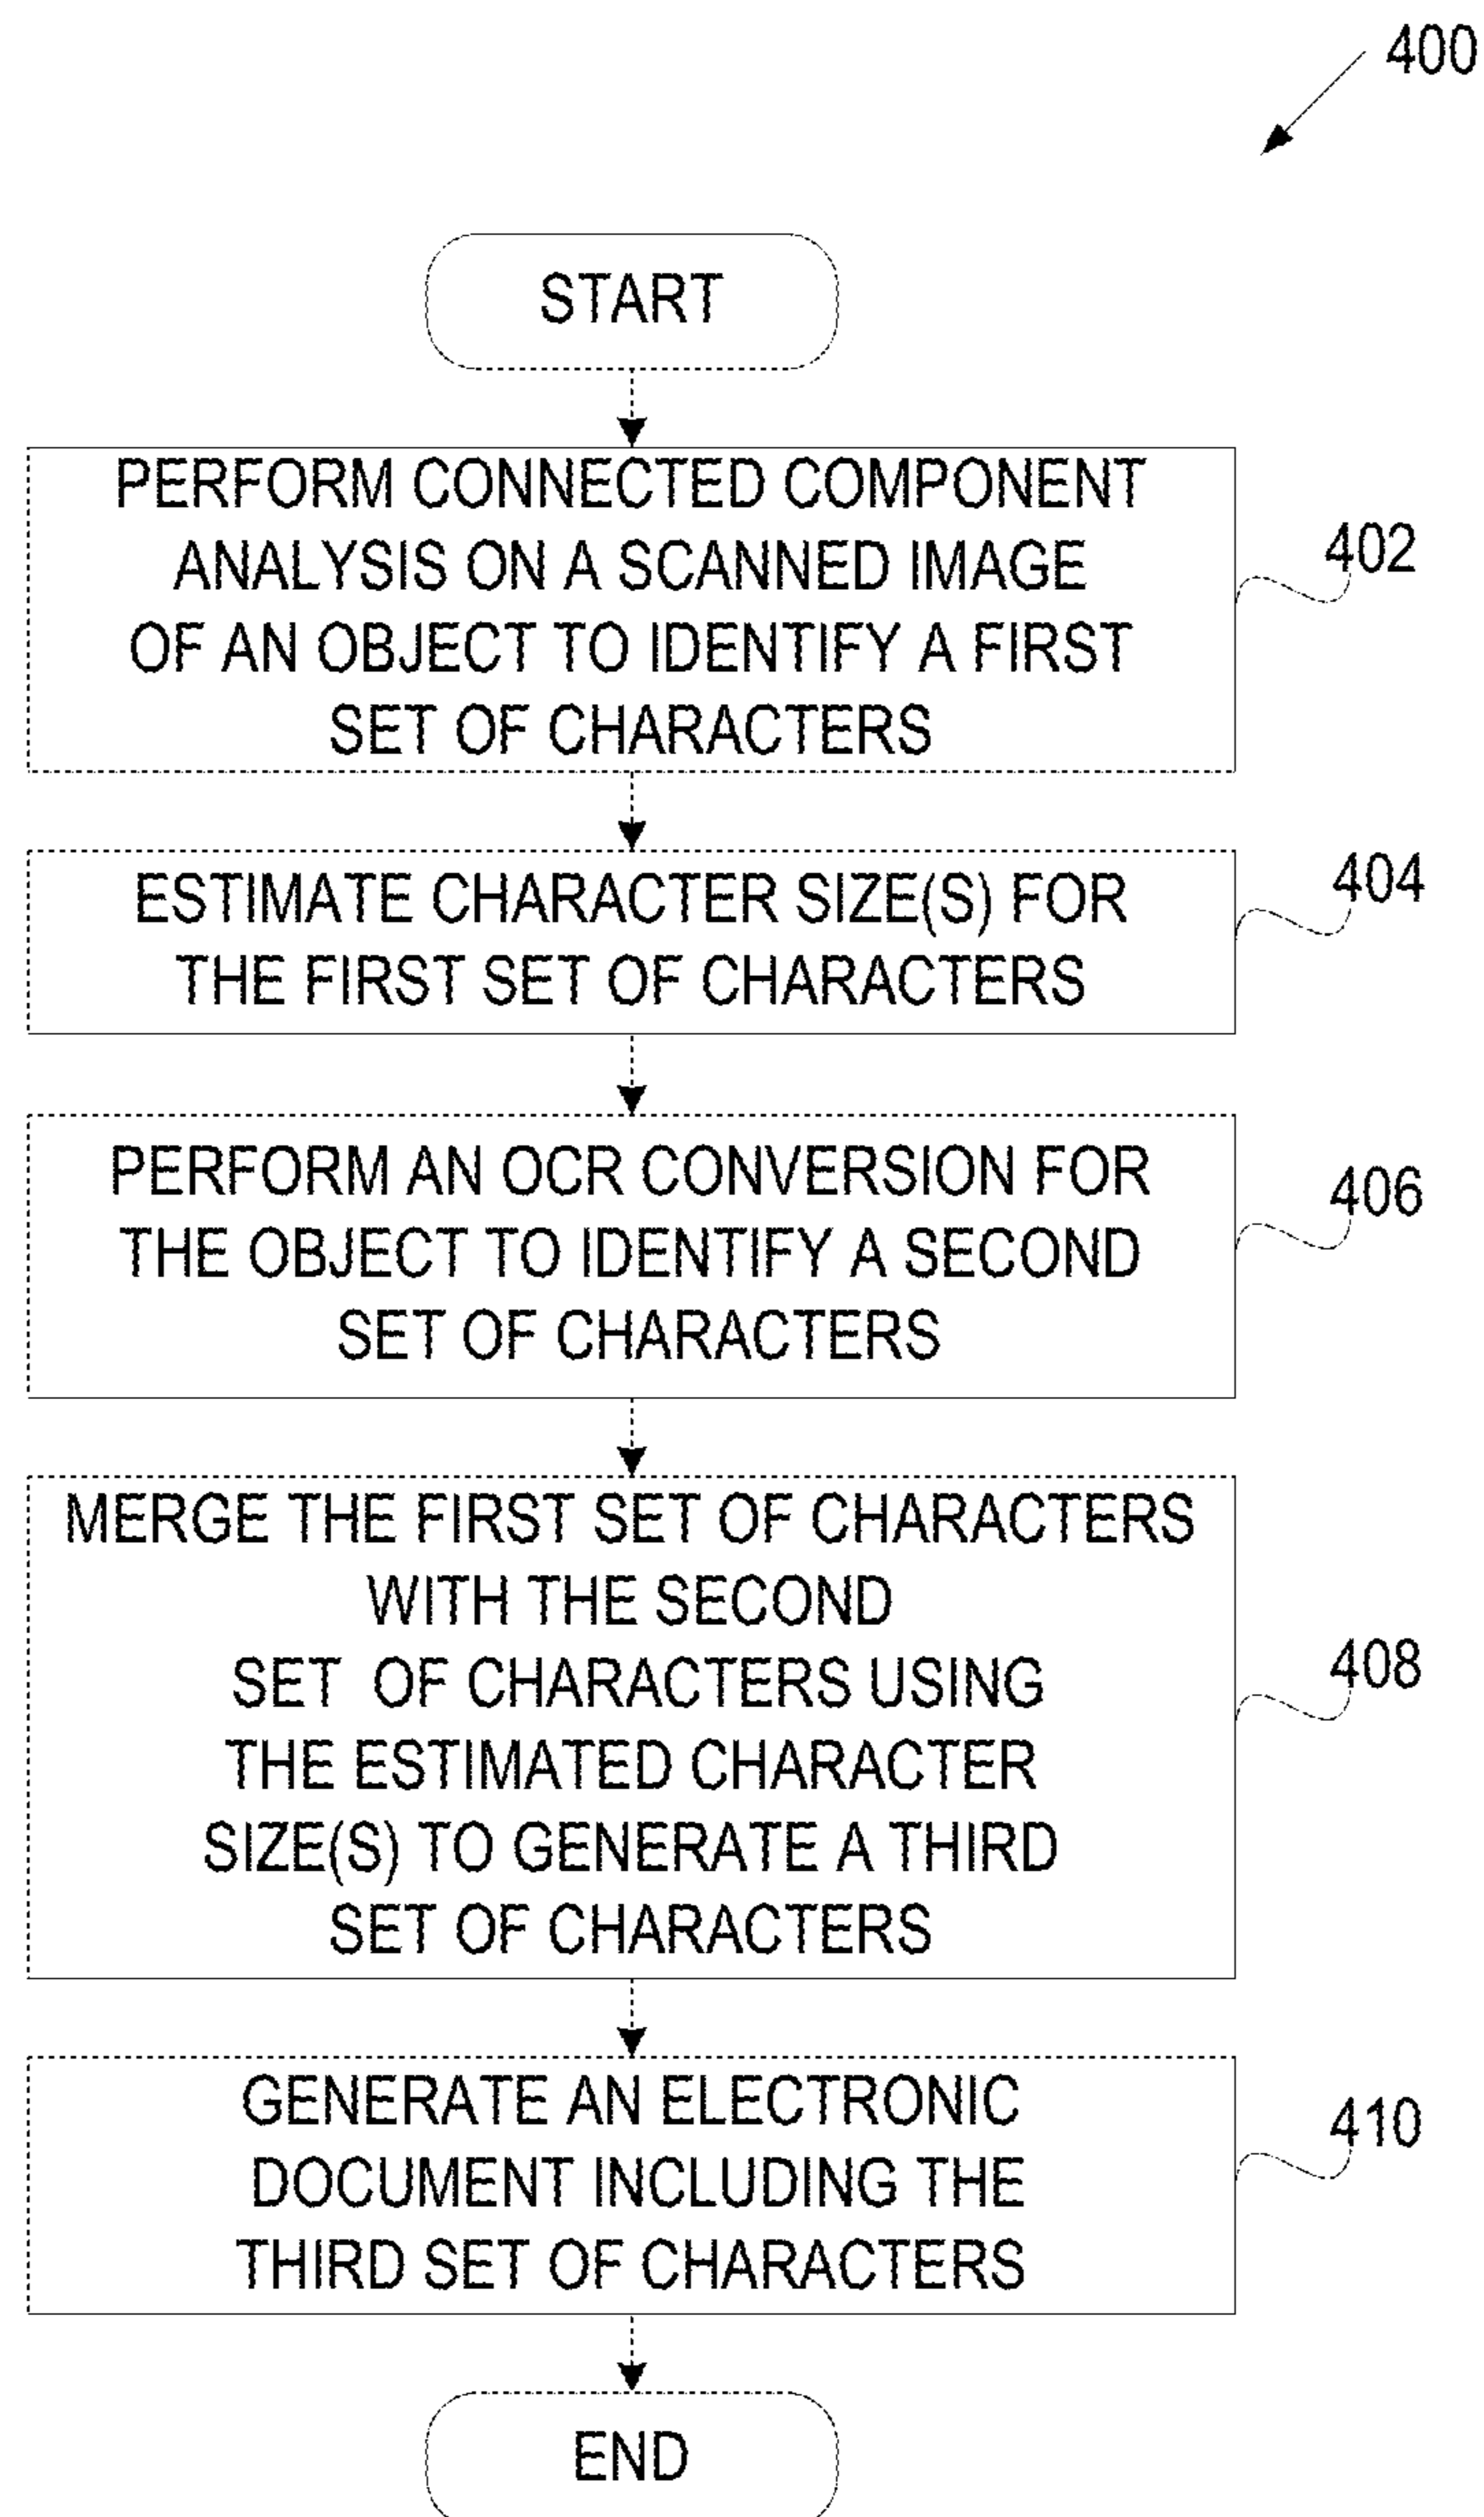 400
START
PERFORM CONNECTED COMPONENT
ANALYSIS ON A SCANNED IMAGE
OF AN OBJECT TO IDENTIFY A FIRST
SET OF CHARACTERS
402
ESTIMATE CHARACTER SIZE(S) FOR
THE FIRST SET OF CHARACTERS
404
PERFORM AN OCR CONVERSION FOR
THE OBJECT TO IDENTIFY A SECOND
SET OF CHARACTERS
406
MERGE THE FIRST SET OF CHARACTERS
WITH THE SECOND
SET OF CHARACTERS USING
THE ESTIMATED CHARACTER
SIZE(S) TO GENERATE A THIRD
SET OF CHARACTERS
408
GENERATE AN ELECTRONIC
DOCUMENT INCLUDING THE
THIRD SET OF CHARACTERS
410
END